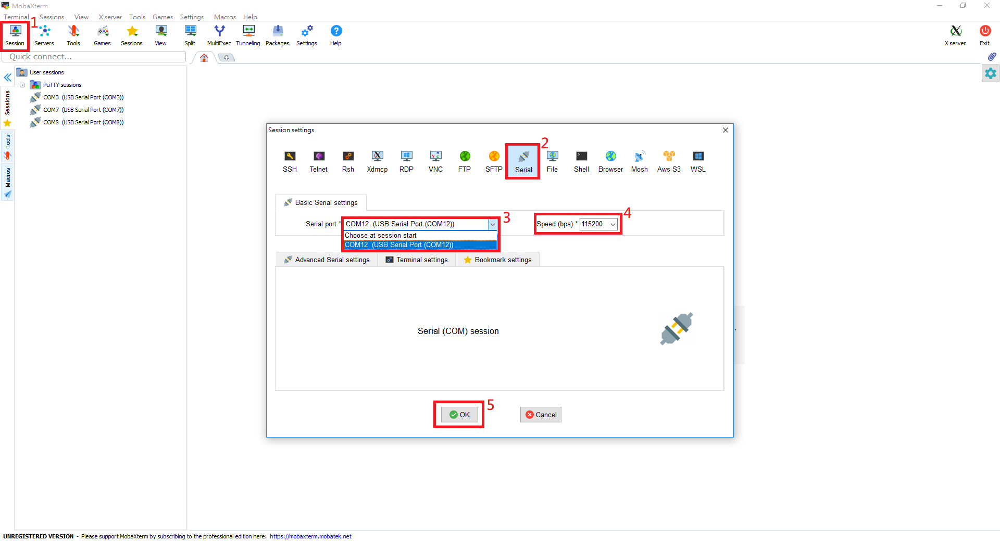 MobaXterm
Terminal Sessions View X server Tools Games Settings Macros Help
1
Session Servers Tools Games Sessions View Split MultiExec Tunneling Packages Settings Help X server Exit
Quick connect...
User sessions
PuTTY sessions
COM3 (USB Serial Port (COM3))
COM7 (USB Serial Port (COM7))
COM8 (USB Serial Port (COM8))
Sessions
Tools
Macros
Session settings
2
SSH Telnet Rsh Xdmcp RDP VNC FTP SFTP Serial File Shell Browser Mosh Aws S3 WSL
Basic Serial settings
Serial port * COM12 (USB Serial Port (COM12)) 3 Speed (bps) * 115200 4
Choose at session start
COM12 (USB Serial Port (COM12))
Advanced Serial settings Terminal settings Bookmark settings
Serial (COM) session
OK 5 Cancel
UNREGISTERED VERSION - Please support MobaXterm by subscribing to the professional edition here: https://mobaxterm.mobatek.net